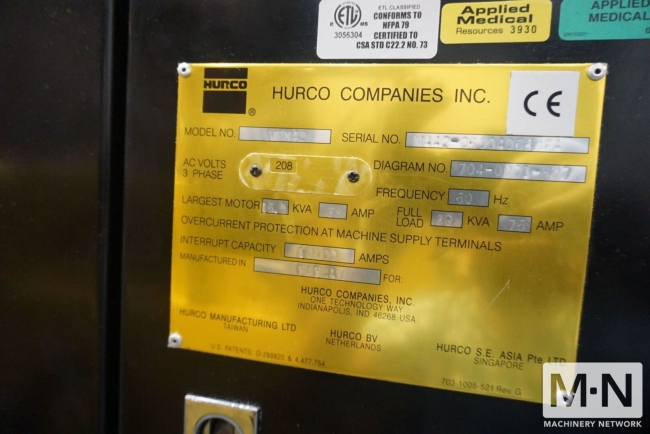 ETL CLASSIFIED
CONFORMS TO
NFPA 79
3056304
CERTIFIED TO
CSA STD C22.2 NO. 73
Applied
Medical
Resources 3930
APPLIED
MEDICAL
HURCO
®
HURCO COMPANIES INC.
CE
MODEL NO.
SERIAL NO.
AC VOLTS
3 PHASE
208
DIAGRAM NO.
FREQUENCY 60 Hz
LARGEST MOTOR KVA AMP FULL LOAD KVA 75 AMP
OVERCURRENT PROTECTION AT MACHINE SUPPLY TERMINALS
INTERRUPT CAPACITY AMPS
MANUFACTURED IN FOR:
HURCO COMPANIES, INC.
ONE TECHNOLOGY WAY
INDIANAPOLIS, IND 46268 USA
HURCO MANUFACTURING LTD
TAIWAN
HURCO BV
NETHERLANDS
HURCO S.E. ASIA Pte LTD
SINGAPORE
703-1005-501 Rev G
M·N
MACHINERY NETWORK